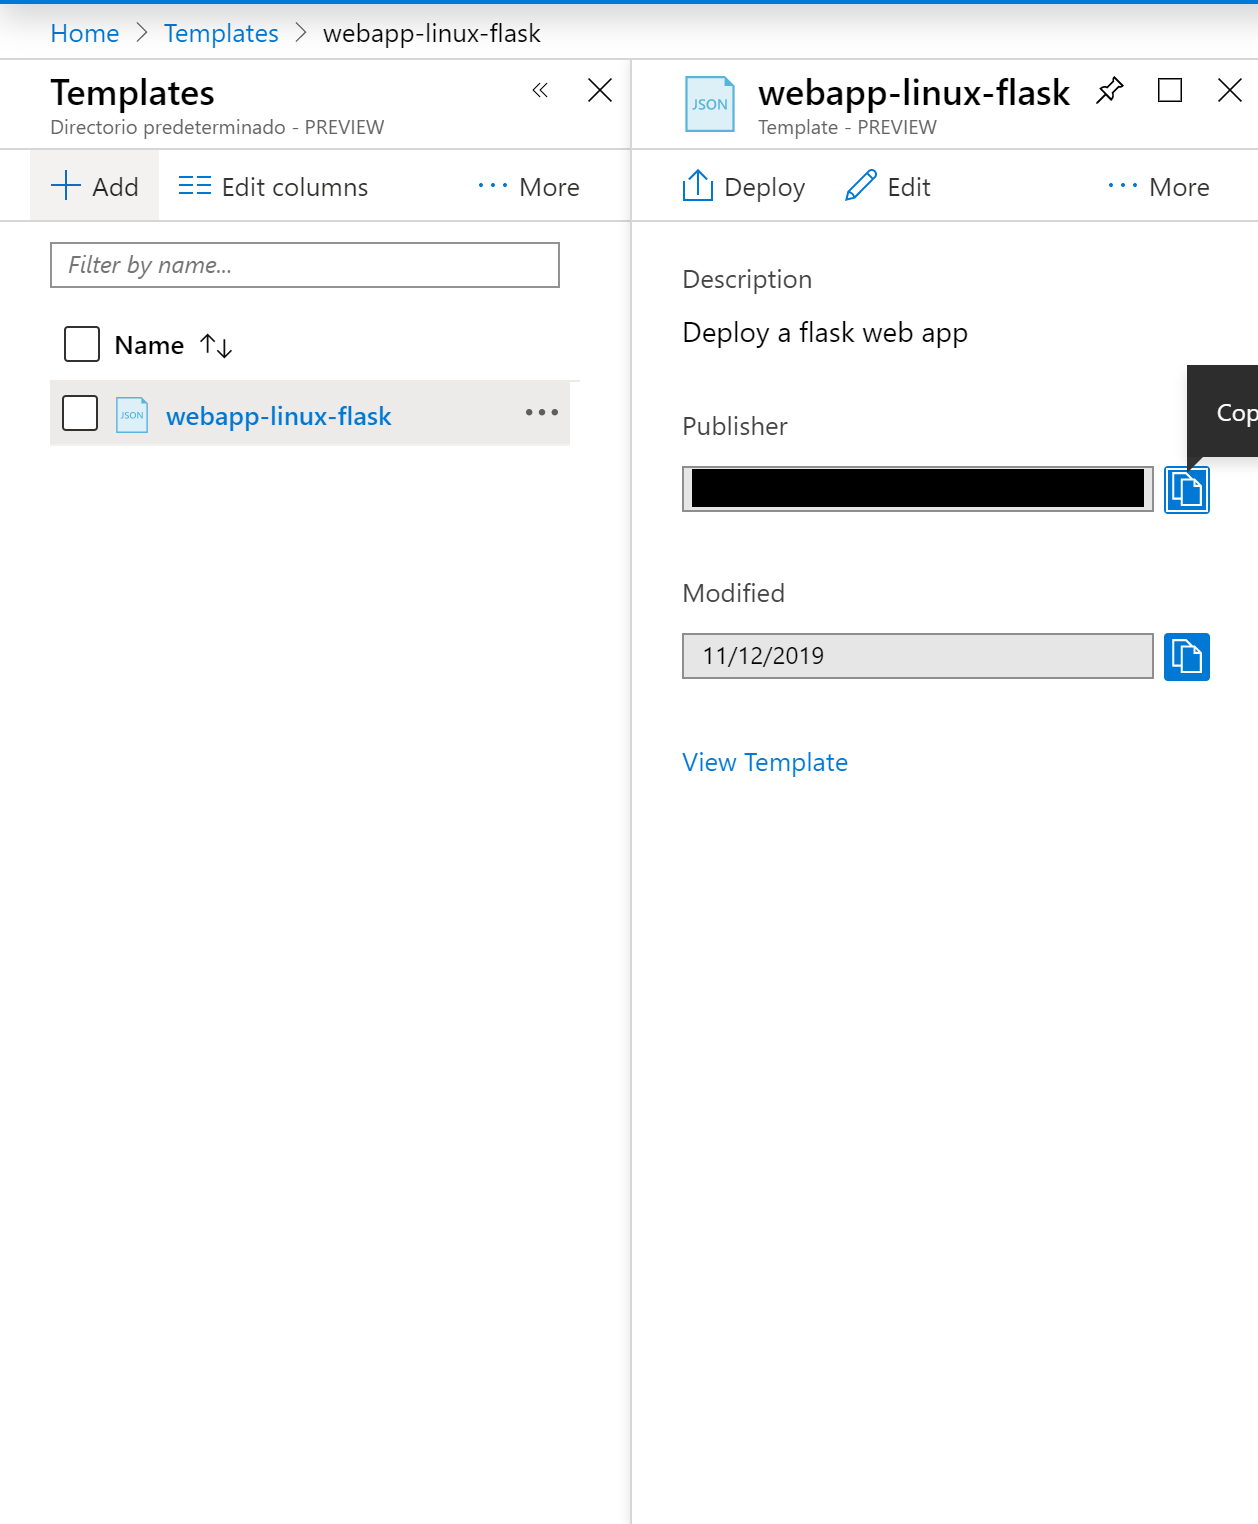 Home > Templates > webapp-linux-flask
Templates
Directorio predeterminado - PREVIEW
Add
Edit columns
More
Filter by name...
Name
JSON
webapp-linux-flask
JSON
webapp-linux-flask
Template - PREVIEW
Deploy
Edit
More
Description
Deploy a flask web app
Publisher
Cop
Modified
11/12/2019
View Template